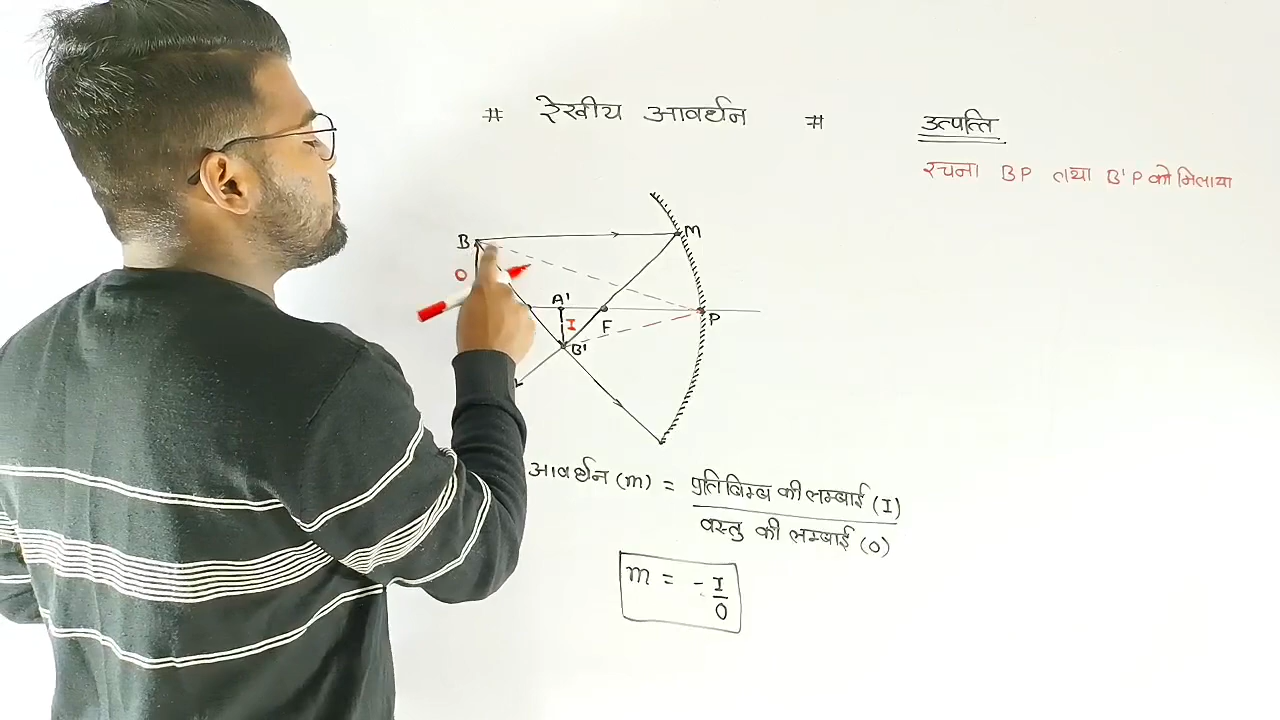 # रेखीय आवर्धन #
उत्पत्ति
रचना BP तथा B'P को मिलाया
B
M
O
A'
I
F
P
B'
आवर्धन (m) = प्रतिबिम्ब की लम्बाई (I)
वस्तु की लम्बाई (O)
m = - I
O